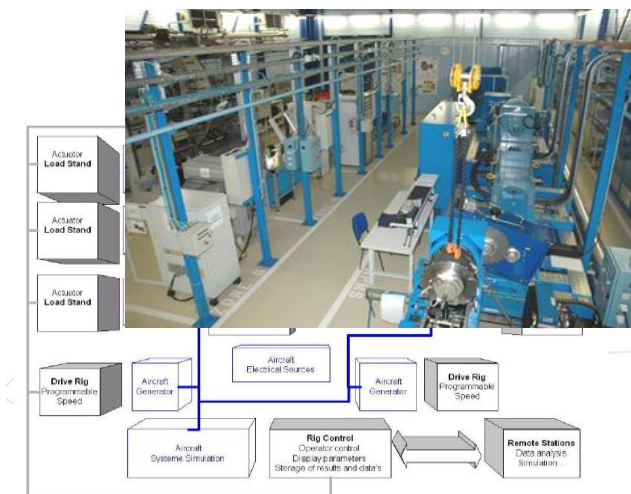 Actuator
Load Stand
Actuator
Load Stand
Actuator
Load Stand
Aircraft
Electrical Sources
Drive Rig
Programmable
Speed
Aircraft
Generator
Aircraft
Generator
Drive Rig
Programmable
Speed
Aircraft
Systeme Simulation
Rig Control
Operator control
Display parameters
Storage of results and data's
Remote Stations
Data analysis
Simulation...